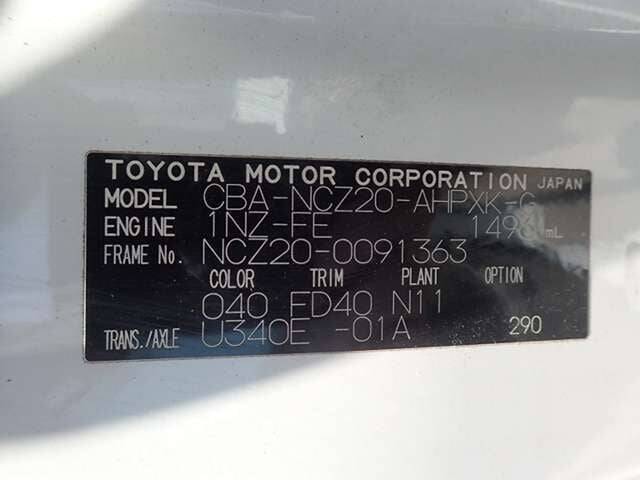 TOYOTA MOTOR CORPORATION JAPAN
MODEL CBA-NCZ20-AHPXK-G
ENGINE 1NZ-FE 1496 mL
FRAME No. NCZ20-0091363
COLOR TRIM PLANT OPTION
040 FD40 N11
TRANS./AXLE U340E -01A 290